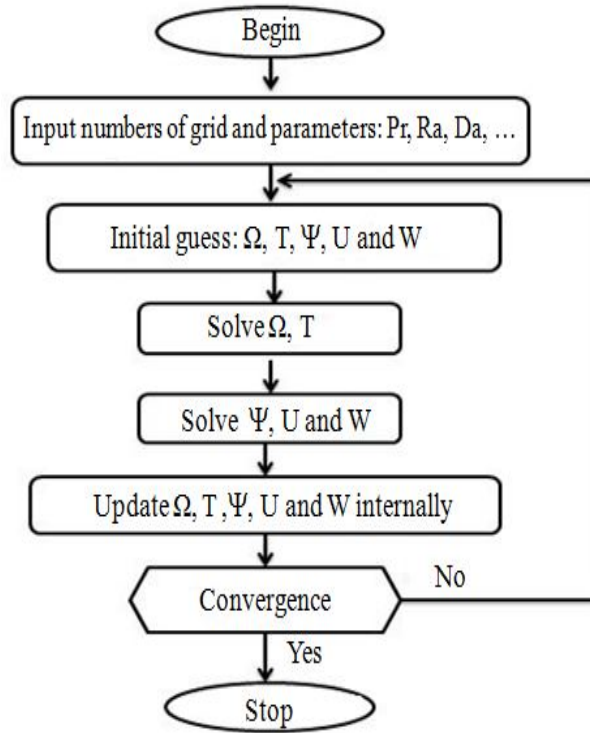 Begin
Input numbers of grid and parameters: Pr, Ra, Da, ...
Initial guess: Ω, T, Ψ, U and W
Solve Ω, T
Solve Ψ, U and W
Update Ω, T ,Ψ, U and W internally
Convergence
No
Yes
Stop